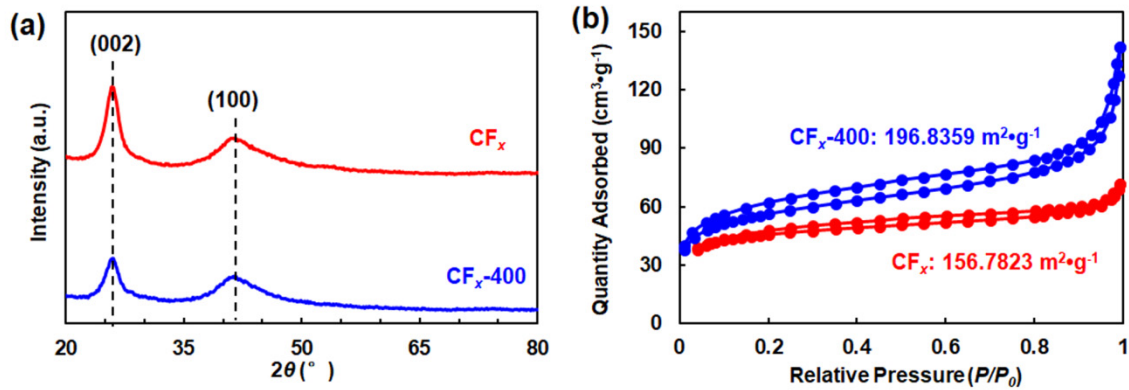 (a)
(002)
(100)
CFx
CFx-400
Intensity (a.u.)
20 35 50 65 80
2θ (°)
(b)
150
120
90
60
30
0
CFx-400: 196.8359 m²•g⁻¹
CFx: 156.7823 m²•g⁻¹
Quantity Adsorbed (cm³•g⁻¹)
0 0.2 0.4 0.6 0.8 1
Relative Pressure (P/P₀)